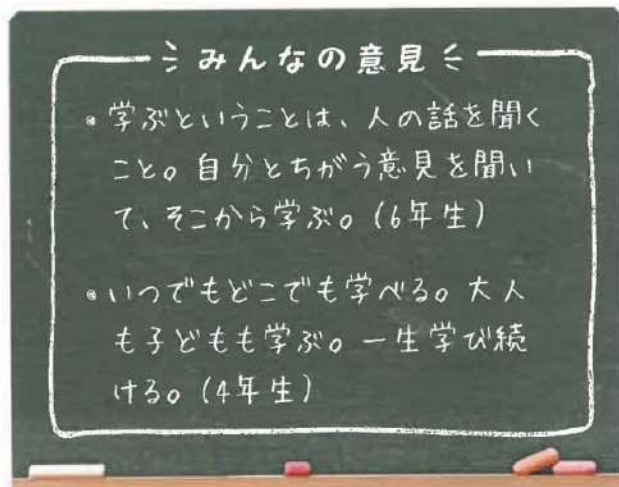 みんなの意見
• 学ぶということは、人の話を聞く
こと。自分とちがう意見を聞い
て、そこから学ぶ。(6年生)
• いつでもどこでも学べる。大人
も子どもも学ぶ。一生学び続
ける。(4年生)